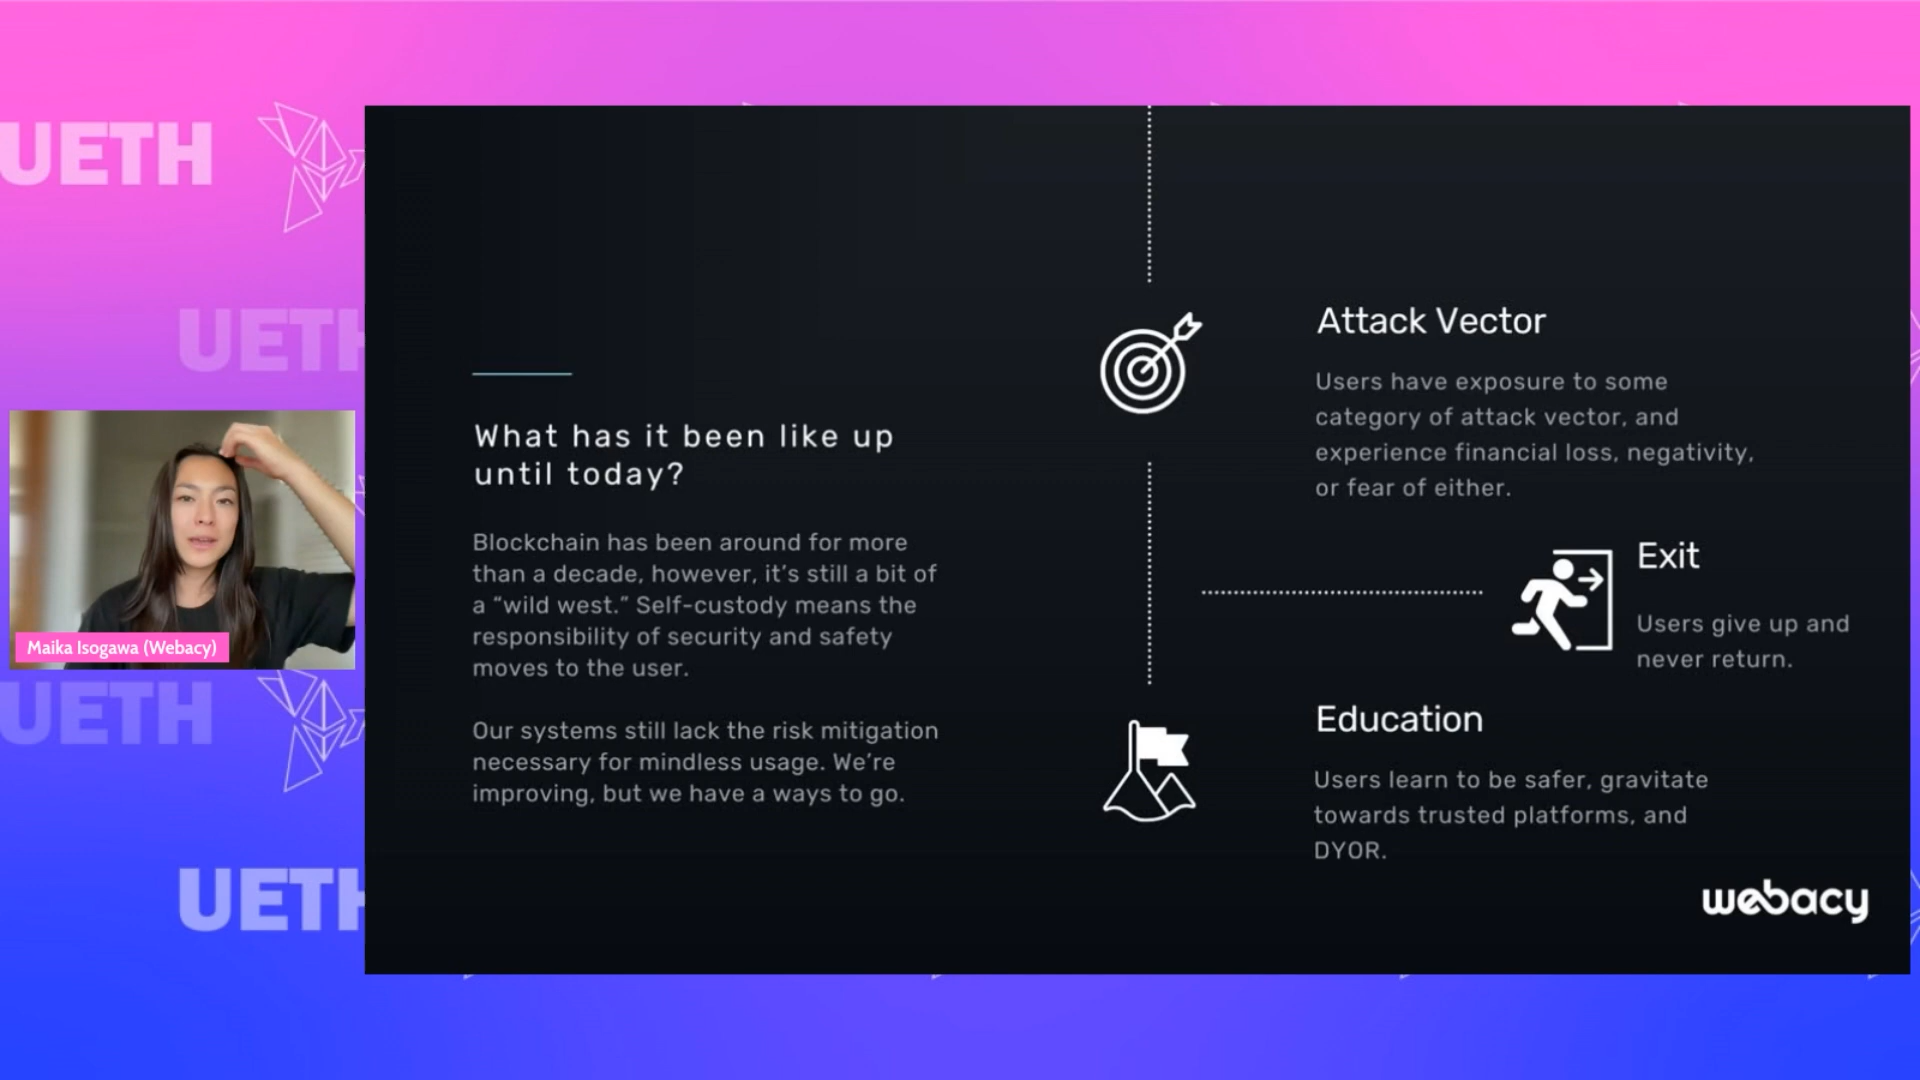 UETH
UETH
What has it been like up
until today?
Blockchain has been around for more
than a decade, however, it’s still a bit of
a “wild west.” Self-custody means the
responsibility of security and safety
moves to the user.
Our systems still lack the risk mitigation
necessary for mindless usage. We’re
improving, but we have a ways to go.
Attack Vector
Users have exposure to some
category of attack vector, and
experience financial loss, negativity,
or fear of either.
Exit
Users give up and
never return.
Education
Users learn to be safer, gravitate
towards trusted platforms, and
DYOR.
webacy
Maika Isogawa (Webacy)
UETH
UETH